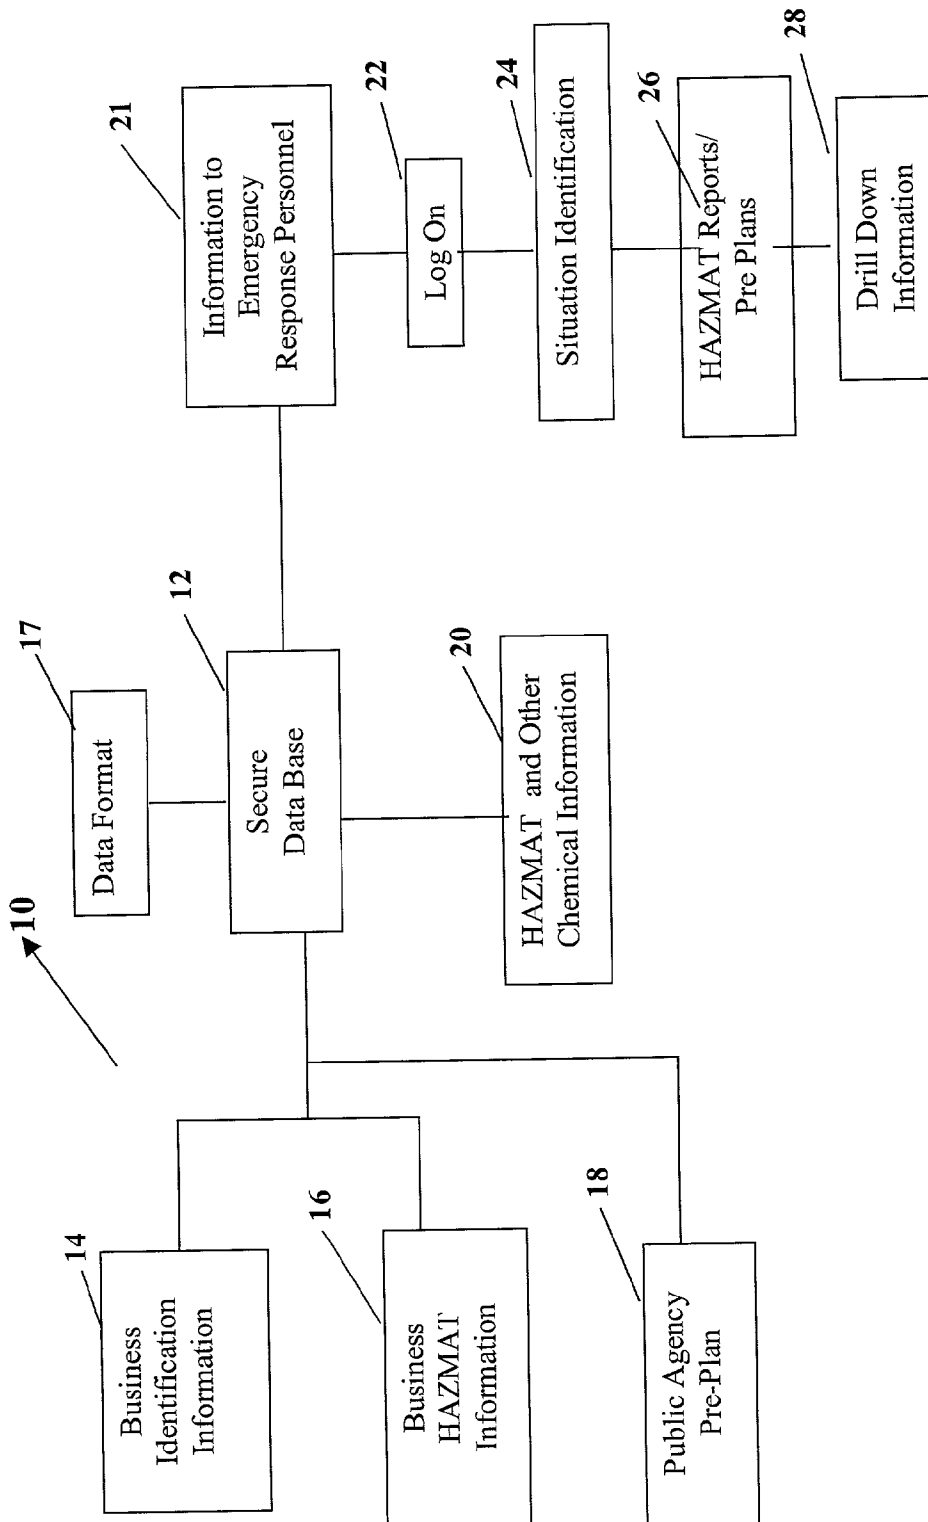 10
14
Business
Identification
Information
16
Business
HAZMAT
Information
18
Public Agency
Pre-Plan
17
Data Format
12
Secure
Data Base
20
HAZMAT and Other
Chemical Information
21
Information to
Emergency
Response Personnel
22
Log On
24
Situation Identification
26
HAZMAT Reports/
Pre Plans
28
Drill Down
Information